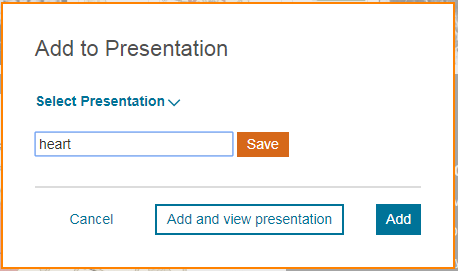 Add to Presentation
Select Presentation
heart Save
Cancel Add and view presentation Add